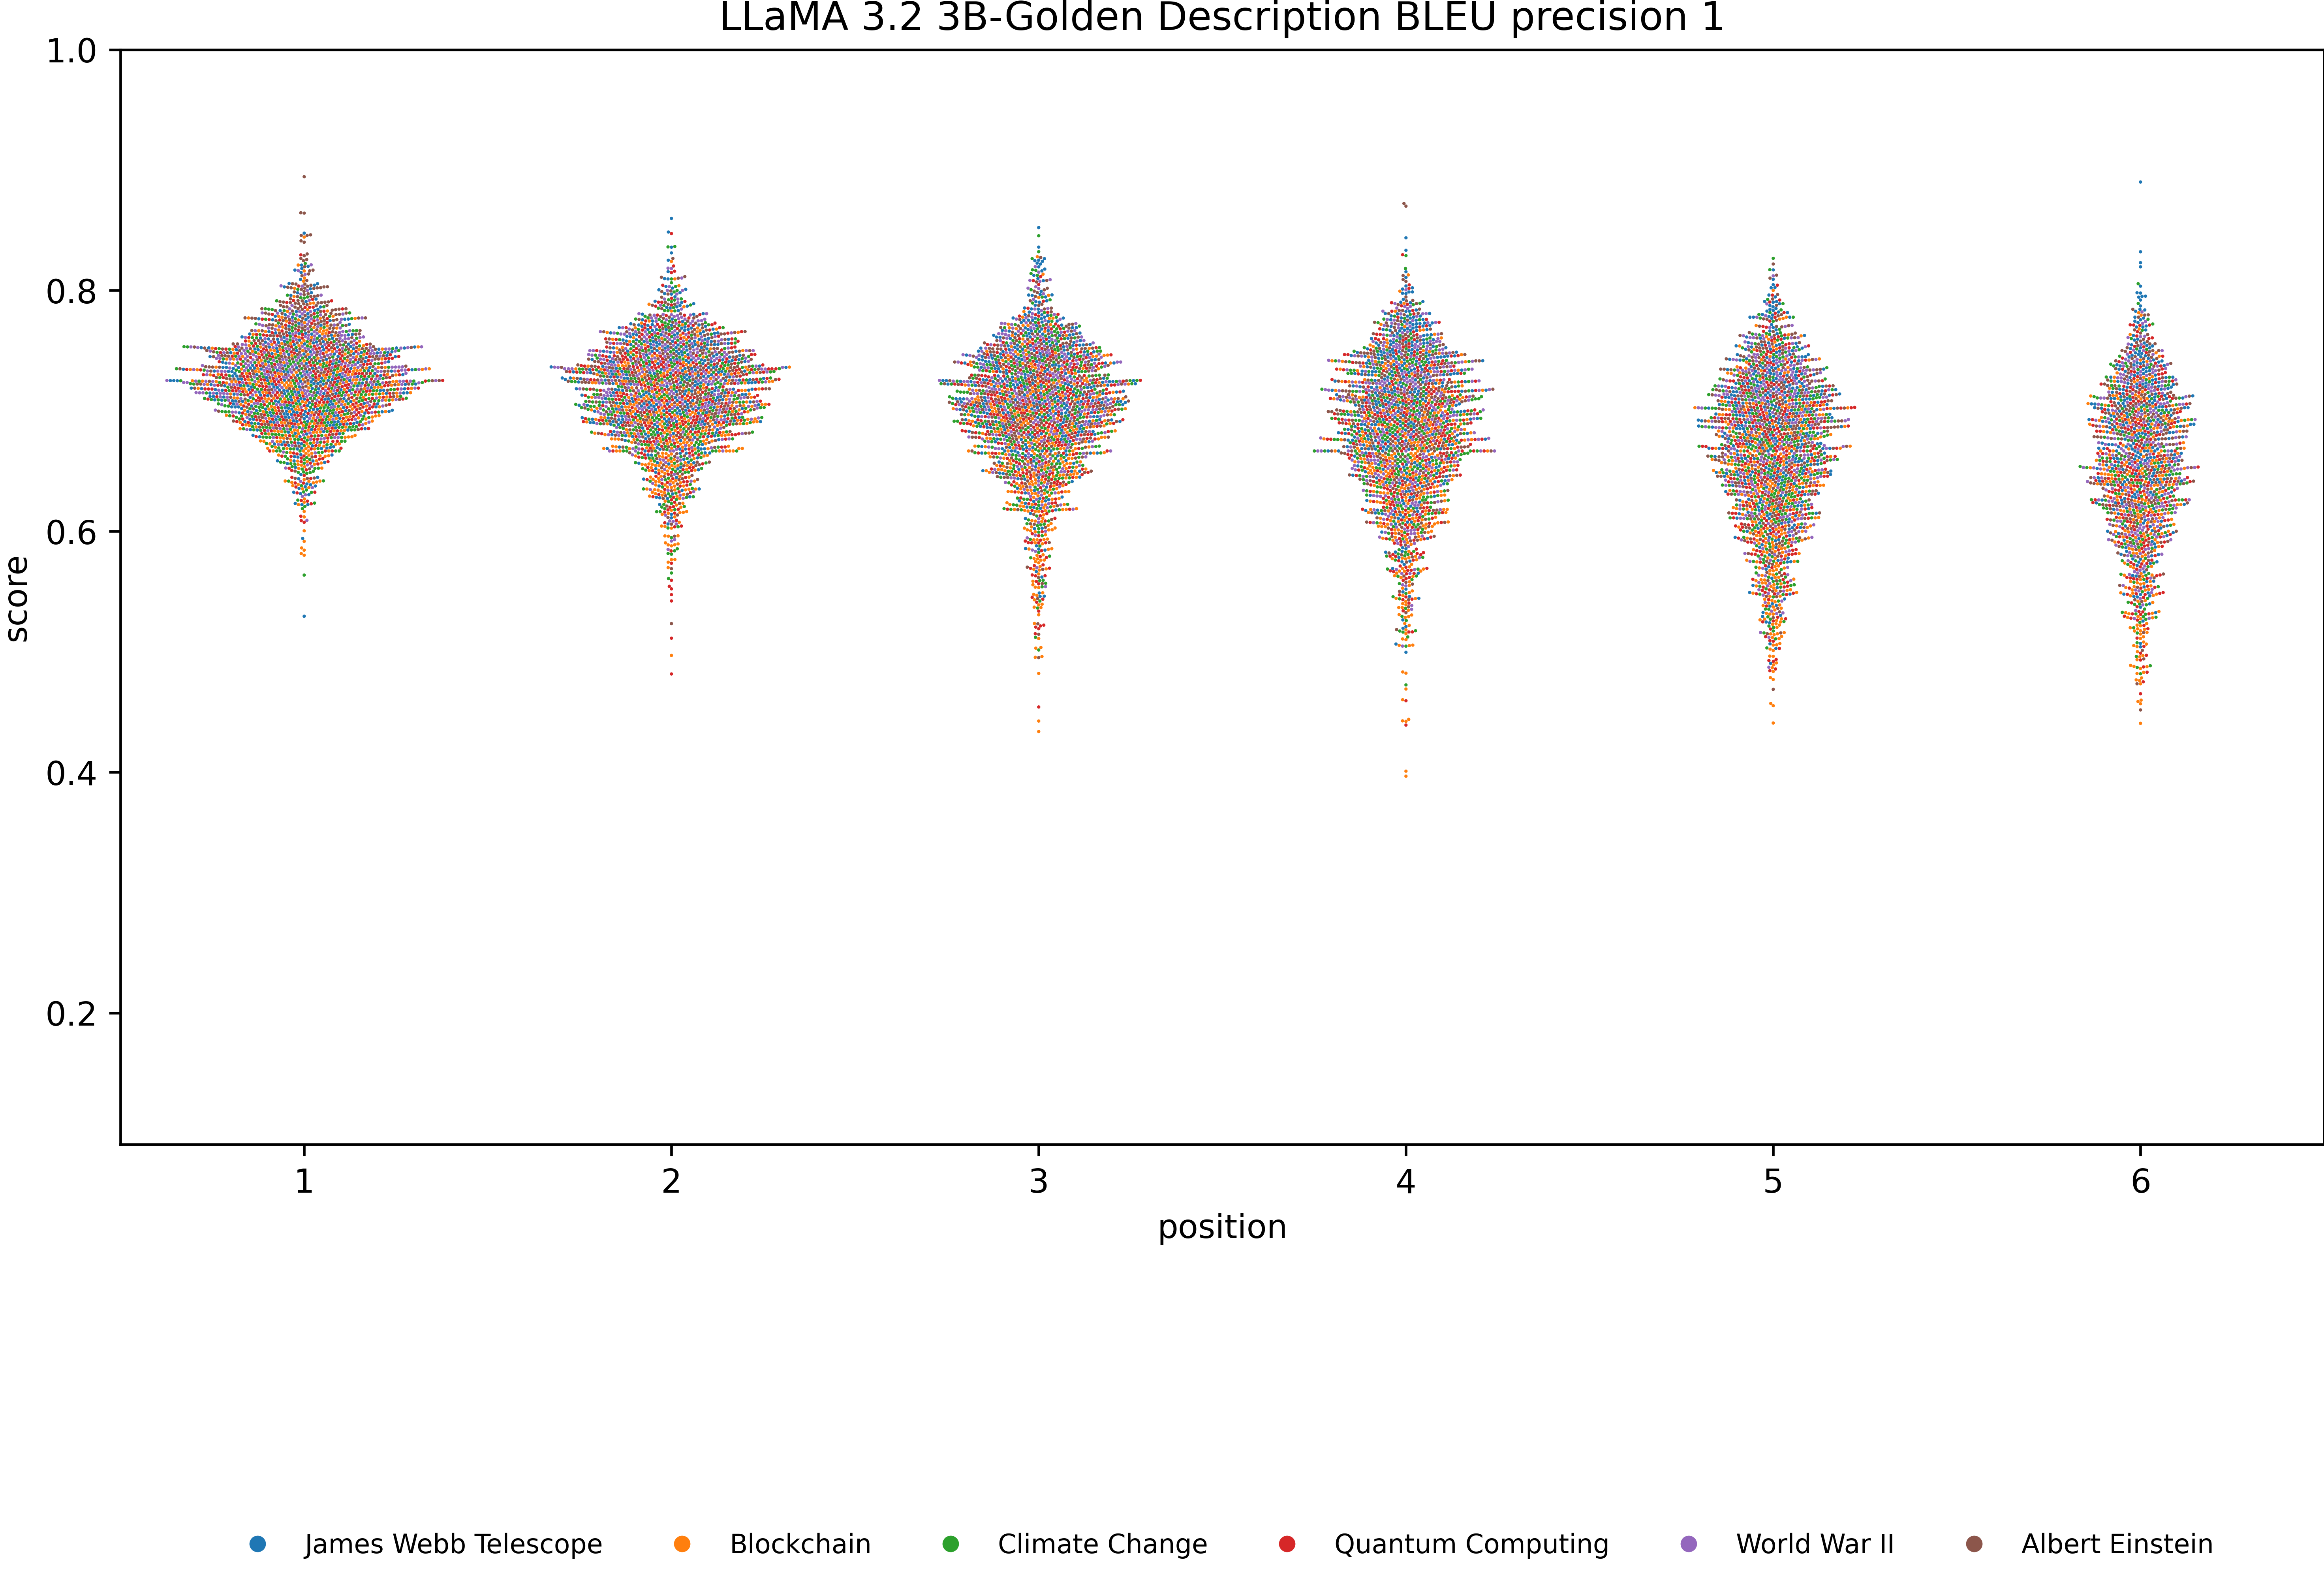 LLaMA 3.2 3B-Golden Description BLEU precision 1
1.0
0.8
0.6
0.4
0.2
score
1 2 3 4 5 6
position
James Webb Telescope Blockchain Climate Change Quantum Computing World War II Albert Einstein